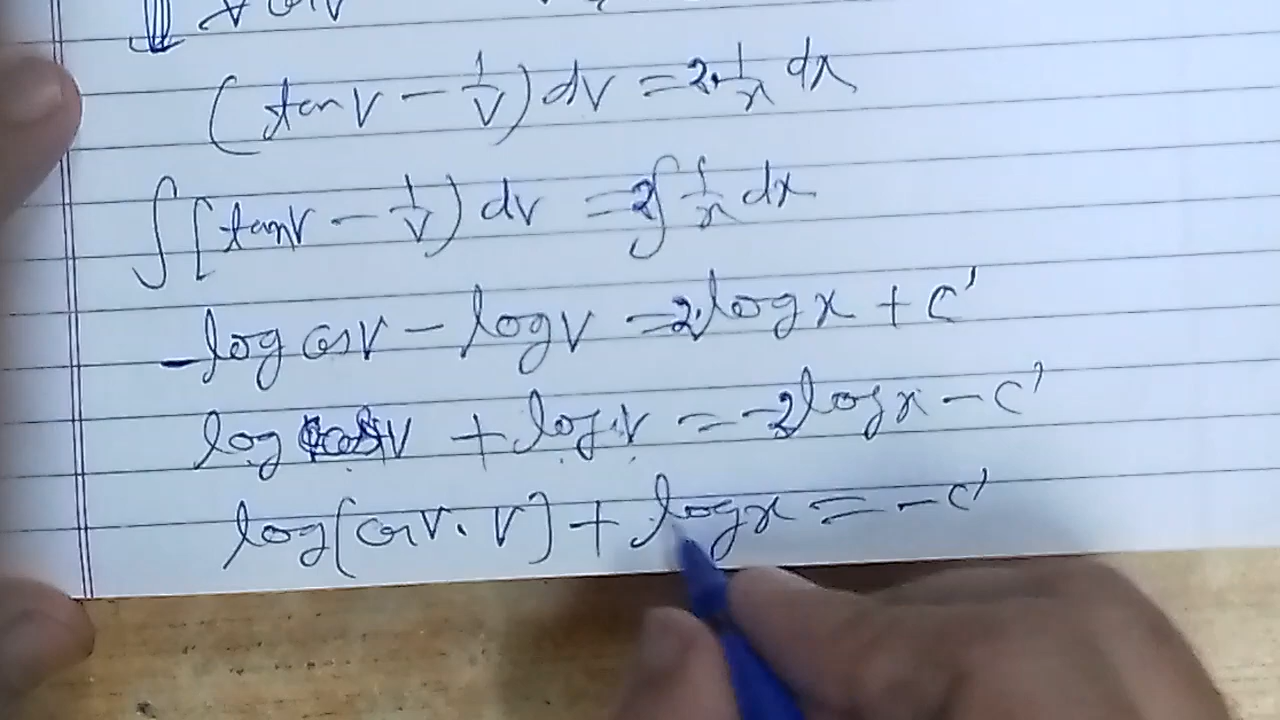 (tan v - 1/v) dv = 2. 1/x dx
∫ [tan v - 1/v) dv = 2∫ 1/x dx
- log cos v - log v = 2. log x + c'
log cos v + log v = -2 log x - c'
log(cos v. v) + log x = - c'